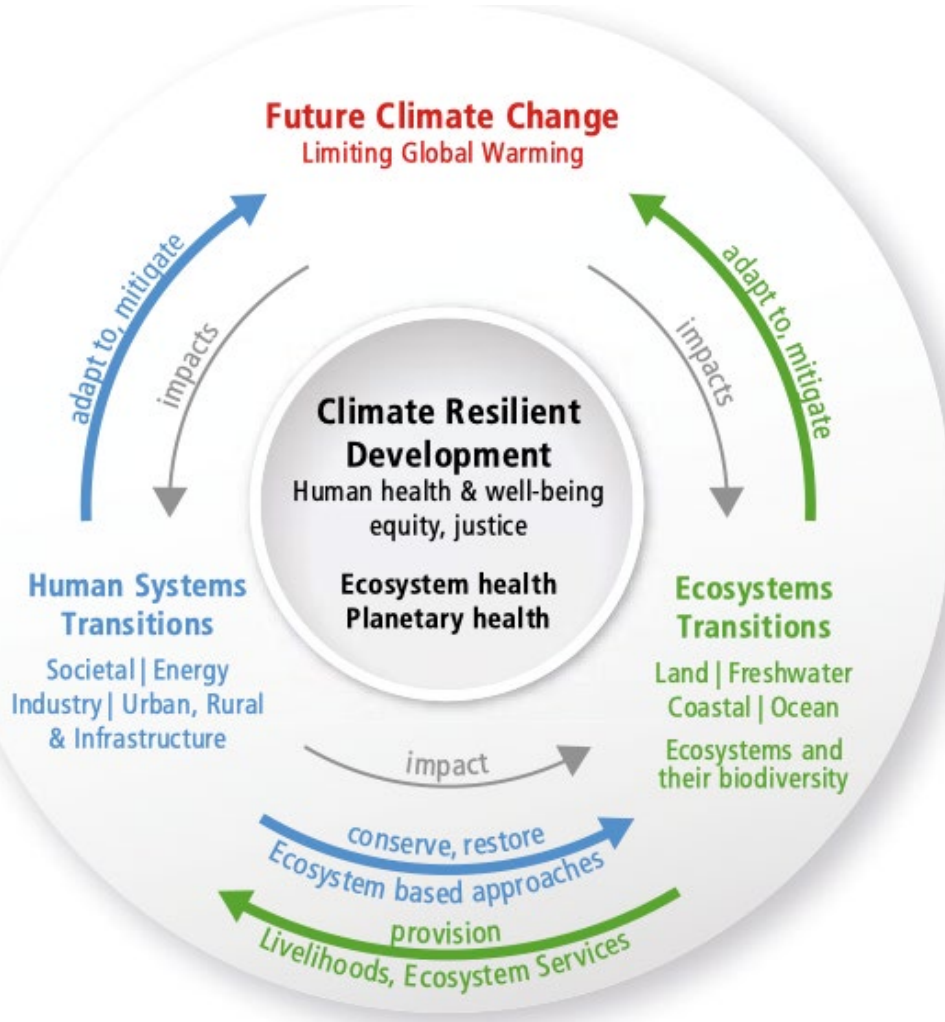 Future Climate Change
Limiting Global Warming
adapt to, mitigate
impacts
impacts
adapt to, mitigate
Climate Resilient
Development
Human health & well-being
equity, justice
Ecosystem health
Planetary health
Human Systems
Transitions
Societal | Energy
Industry | Urban, Rural
& Infrastructure
Ecosystems
Transitions
Land | Freshwater
Coastal | Ocean
Ecosystems and
their biodiversity
impact
conserve, restore
Ecosystem based approaches
provision
Livelihoods, Ecosystem Services